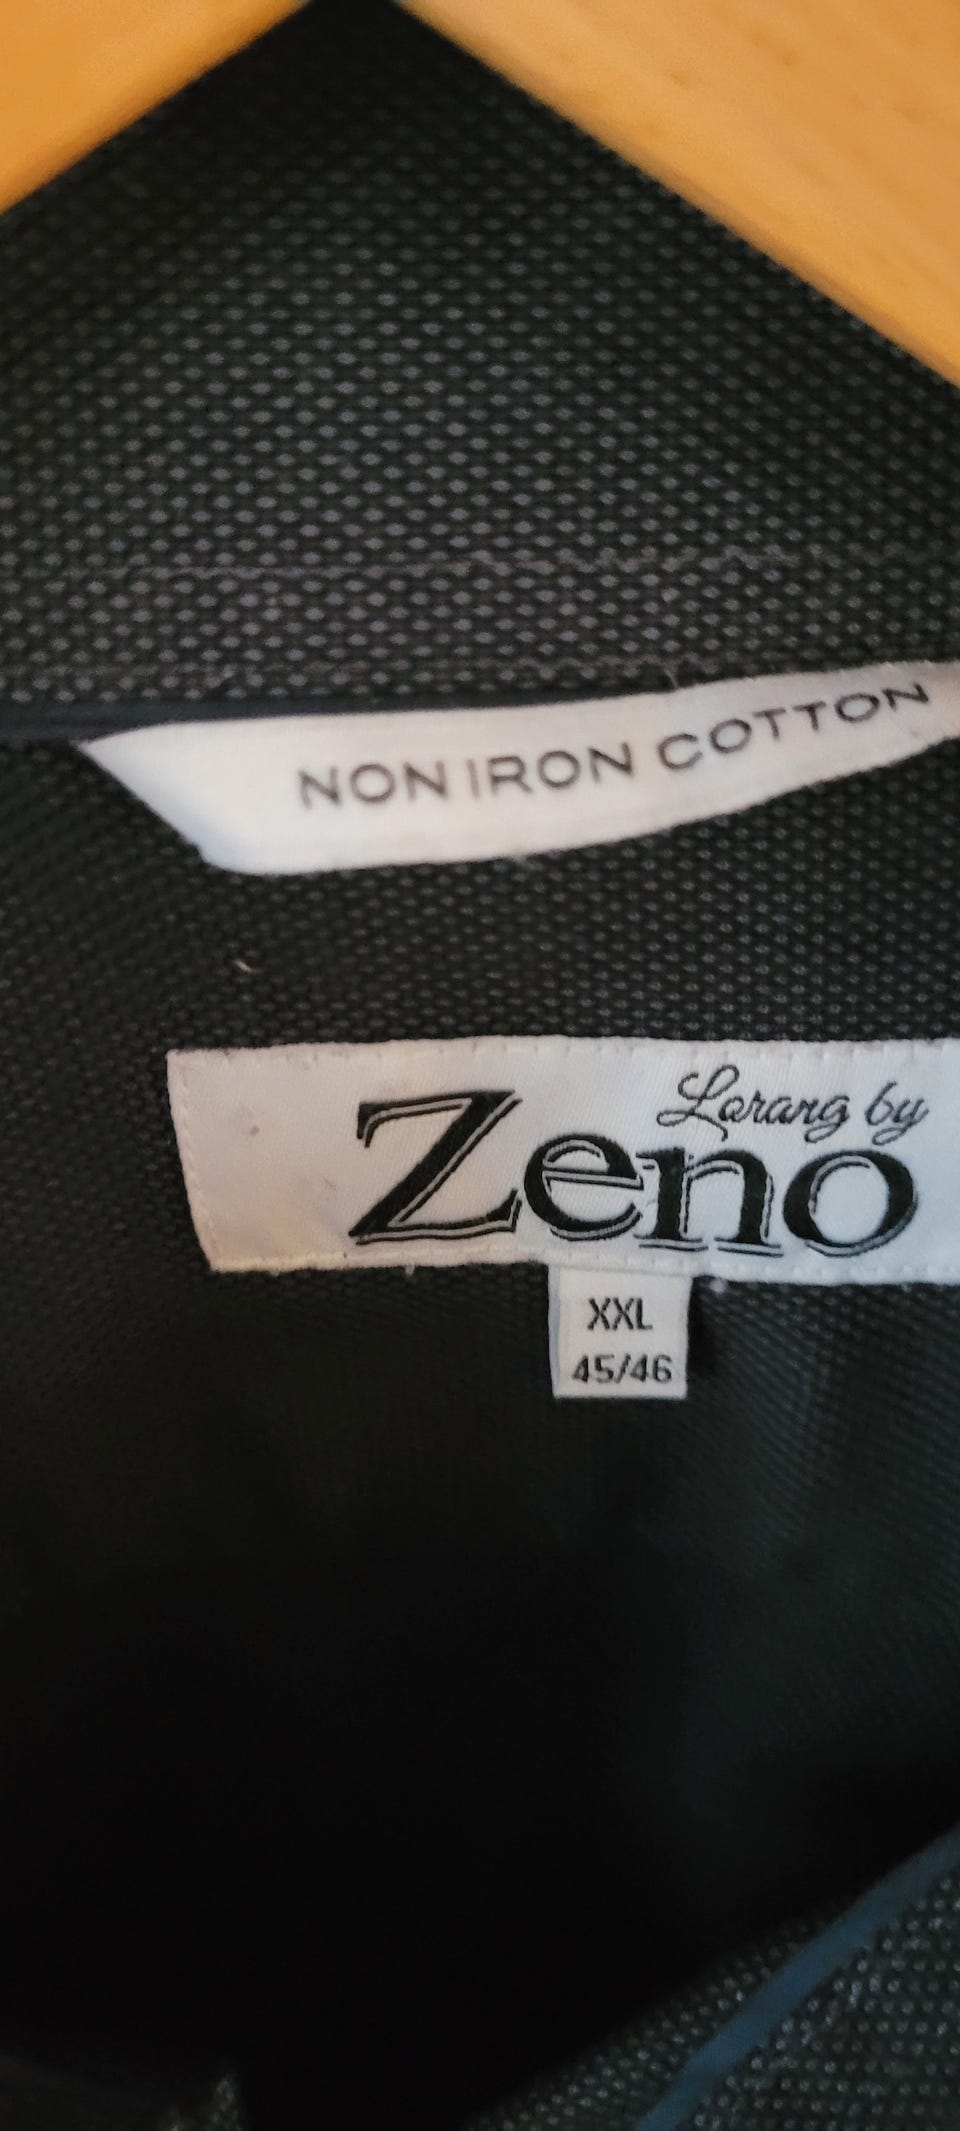 NON IRON COTTON
Lorang by
Zeno
XXL
45/46